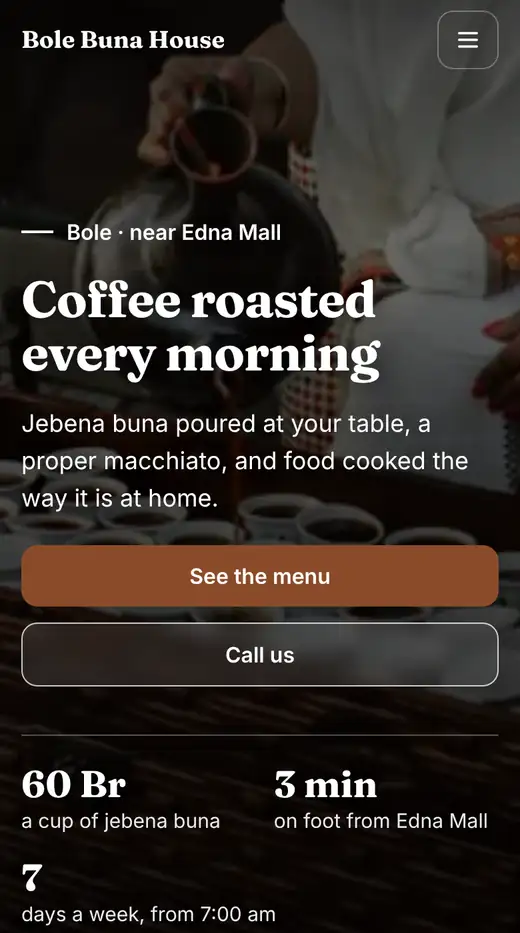 Bole Buna House
Bole · near Edna Mall
Coffee roasted
every morning
Jebena buna poured at your table, a
proper macchiato, and food cooked the
way it is at home.
See the menu
Call us
60 Br
a cup of jebena buna
3 min
on foot from Edna Mall
7
days a week, from 7:00 am